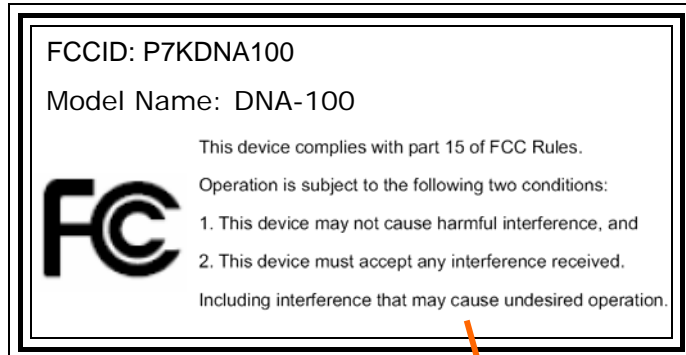 FCCID: P7KDNA100
Model Name: DNA-100
This device complies with part 15 of FCC Rules.
Operation is subject to the following two conditions:
FC
1. This device may not cause harmful interference, and
2. This device must accept any interference received.
Including interference that may cause undesired operation.